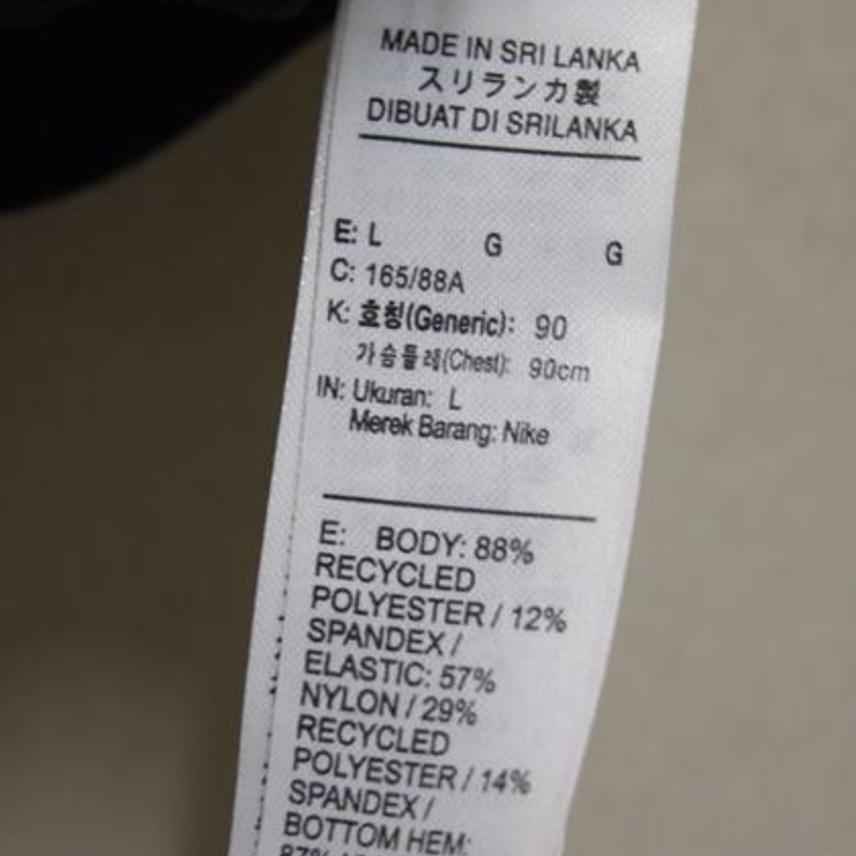 MADE IN SRI LANKA
スリランカ製
DIBUAT DI SRILANKA
E: L G G
C: 165/88A
K: 호칭(Generic): 90
가슴둘레(Chest): 90cm
IN: Ukuran: L
Merek Barang: Nike
E: BODY: 88%
RECYCLED
POLYESTER / 12%
SPANDEX /
ELASTIC: 57%
NYLON / 29%
RECYCLED
POLYESTER / 14%
SPANDEX /
BOTTOM HEM: